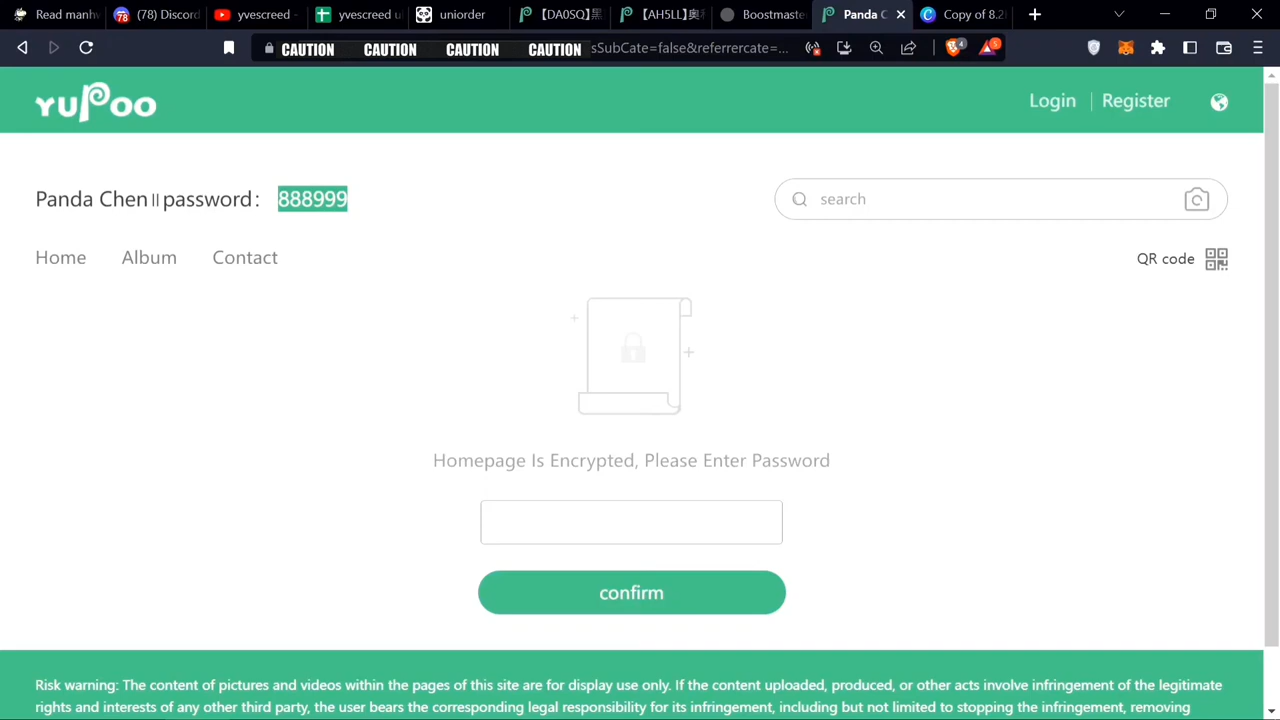 Read manhw
(78) Discord
yvescreed -
yvescreed u
uniorder
【DA0SQ】黑
【AH5LL】奥利
Boostmaste
Panda C
Copy of 8.2
CAUTION CAUTION CAUTION CAUTION sSubCate=false&referrercate=...
YUPOO
Login Register
Panda Chen॥password： 888999
search
Home Album Contact
QR code
Homepage Is Encrypted, Please Enter Password
confirm
Risk warning: The content of pictures and videos within the pages of this site are for display use only. If the content uploaded, produced, or other acts involve infringement of the legitimate
rights and interests of any other third party, the user bears the corresponding legal responsibility for its infringement, including but not limited to stopping the infringement, removing